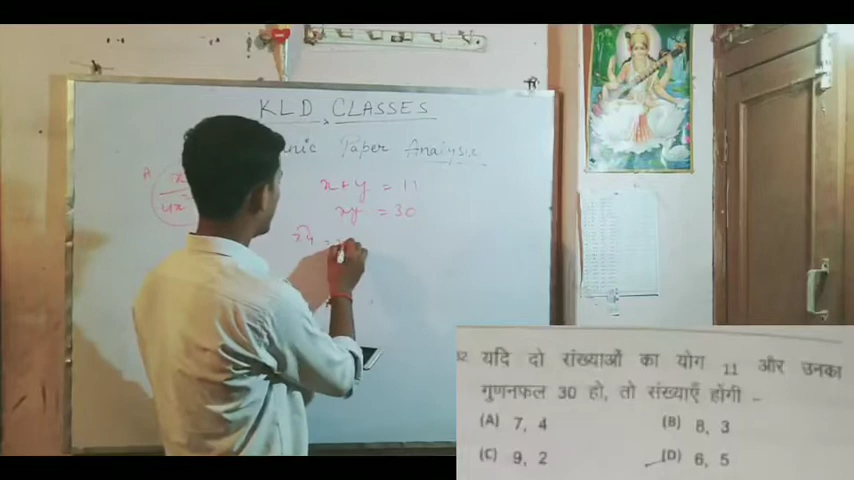 KLD CLASSES
Paper Analysis
x + y = 11
xy = 30
यदि दो संख्याओं का योग 11 और उनका
गुणनफल 30 हो, तो संख्याएँ होंगी -
(A) 7, 4 (B) 8, 3
(C) 9, 2 (D) 6, 5